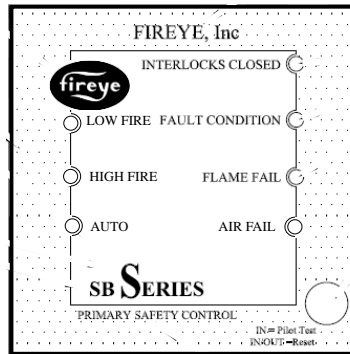 FIREYE, Inc
INTERLOCKS CLOSED
fireye
LOW FIRE FAULT CONDITION
HIGH FIRE FLAME FAIL
AUTO AIR FAIL
SB SERIES
PRIMARY SAFETY CONTROL
IN= Pilot Test
IN/OUT =Reset